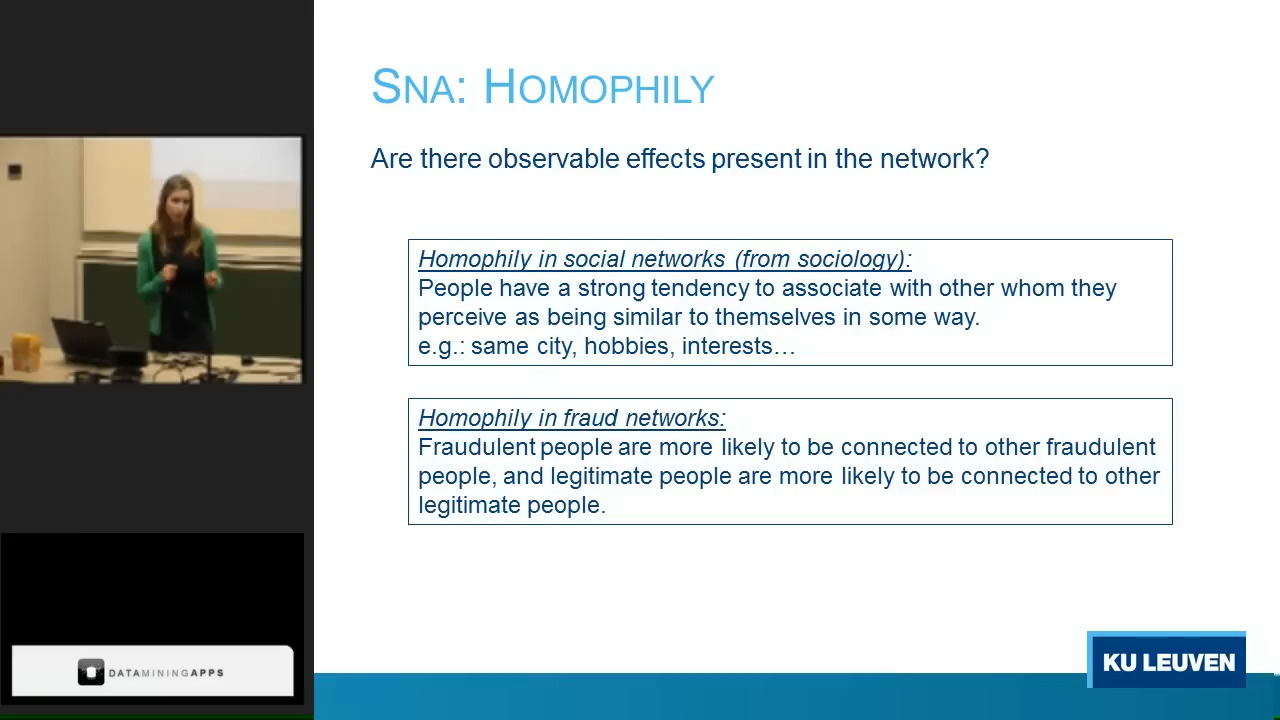 SNA: HOMOPHILY
Are there observable effects present in the network?
Homophily in social networks (from sociology):
People have a strong tendency to associate with other whom they
perceive as being similar to themselves in some way.
e.g.: same city, hobbies, interests…
Homophily in fraud networks:
Fraudulent people are more likely to be connected to other fraudulent
people, and legitimate people are more likely to be connected to other
legitimate people.
KU LEUVEN
DATAMININGAPPS